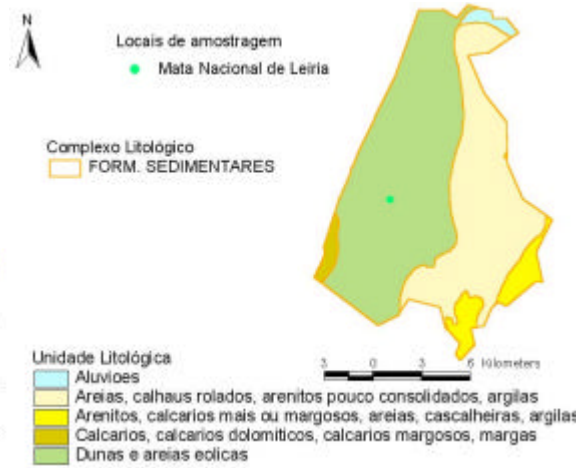 N
Locais de amostragem
Mata Nacional de Leiria
Complexo Litológico
FORM. SEDIMENTARES
3 0 3 6 Kilometers
Unidade Litológica
Aluvioes
Areias, calhaus rolados, arenitos pouco consolidados, argilas
Arenitos, calcarios mais ou margosos, areias, cascalheiras, argilas
Calcarios, calcarios dolomiticos, calcarios margosos, margas
Dunas e areias eolicas